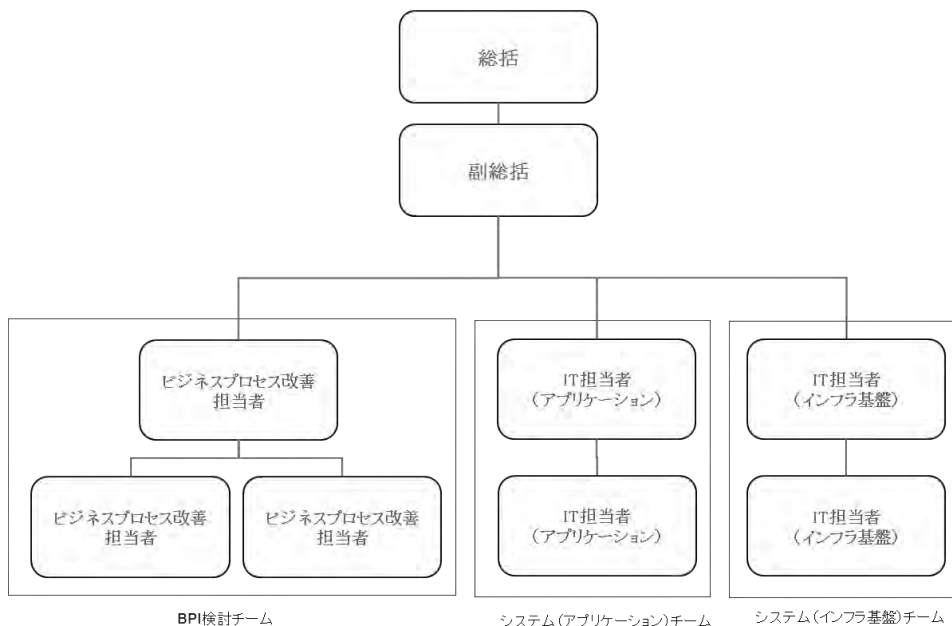 総括
副総括
ビジネスプロセス改善
担当者
ビジネスプロセス改善
担当者
ビジネスプロセス改善
担当者
BPI検討チーム
IT担当者
(アプリケーション)
IT担当者
(アプリケーション)
システム(アプリケーション)チーム
IT担当者
(インフラ基盤)
IT担当者
(インフラ基盤)
システム(インフラ基盤)チーム